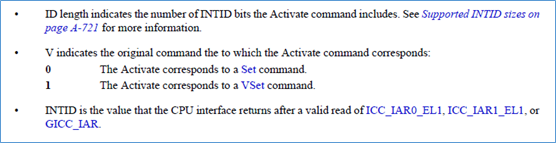 • ID length indicates the number of INTID bits the Activate command includes. See Supported INTID sizes on
page A-721 for more information.
• V indicates the original command the to which the Activate command corresponds:
0 The Activate corresponds to a Set command.
1 The Activate corresponds to a VSet command.
• INTID is the value that the CPU interface returns after a valid read of ICC_IAR0_EL1, ICC_IAR1_EL1, or
GICC_IAR.